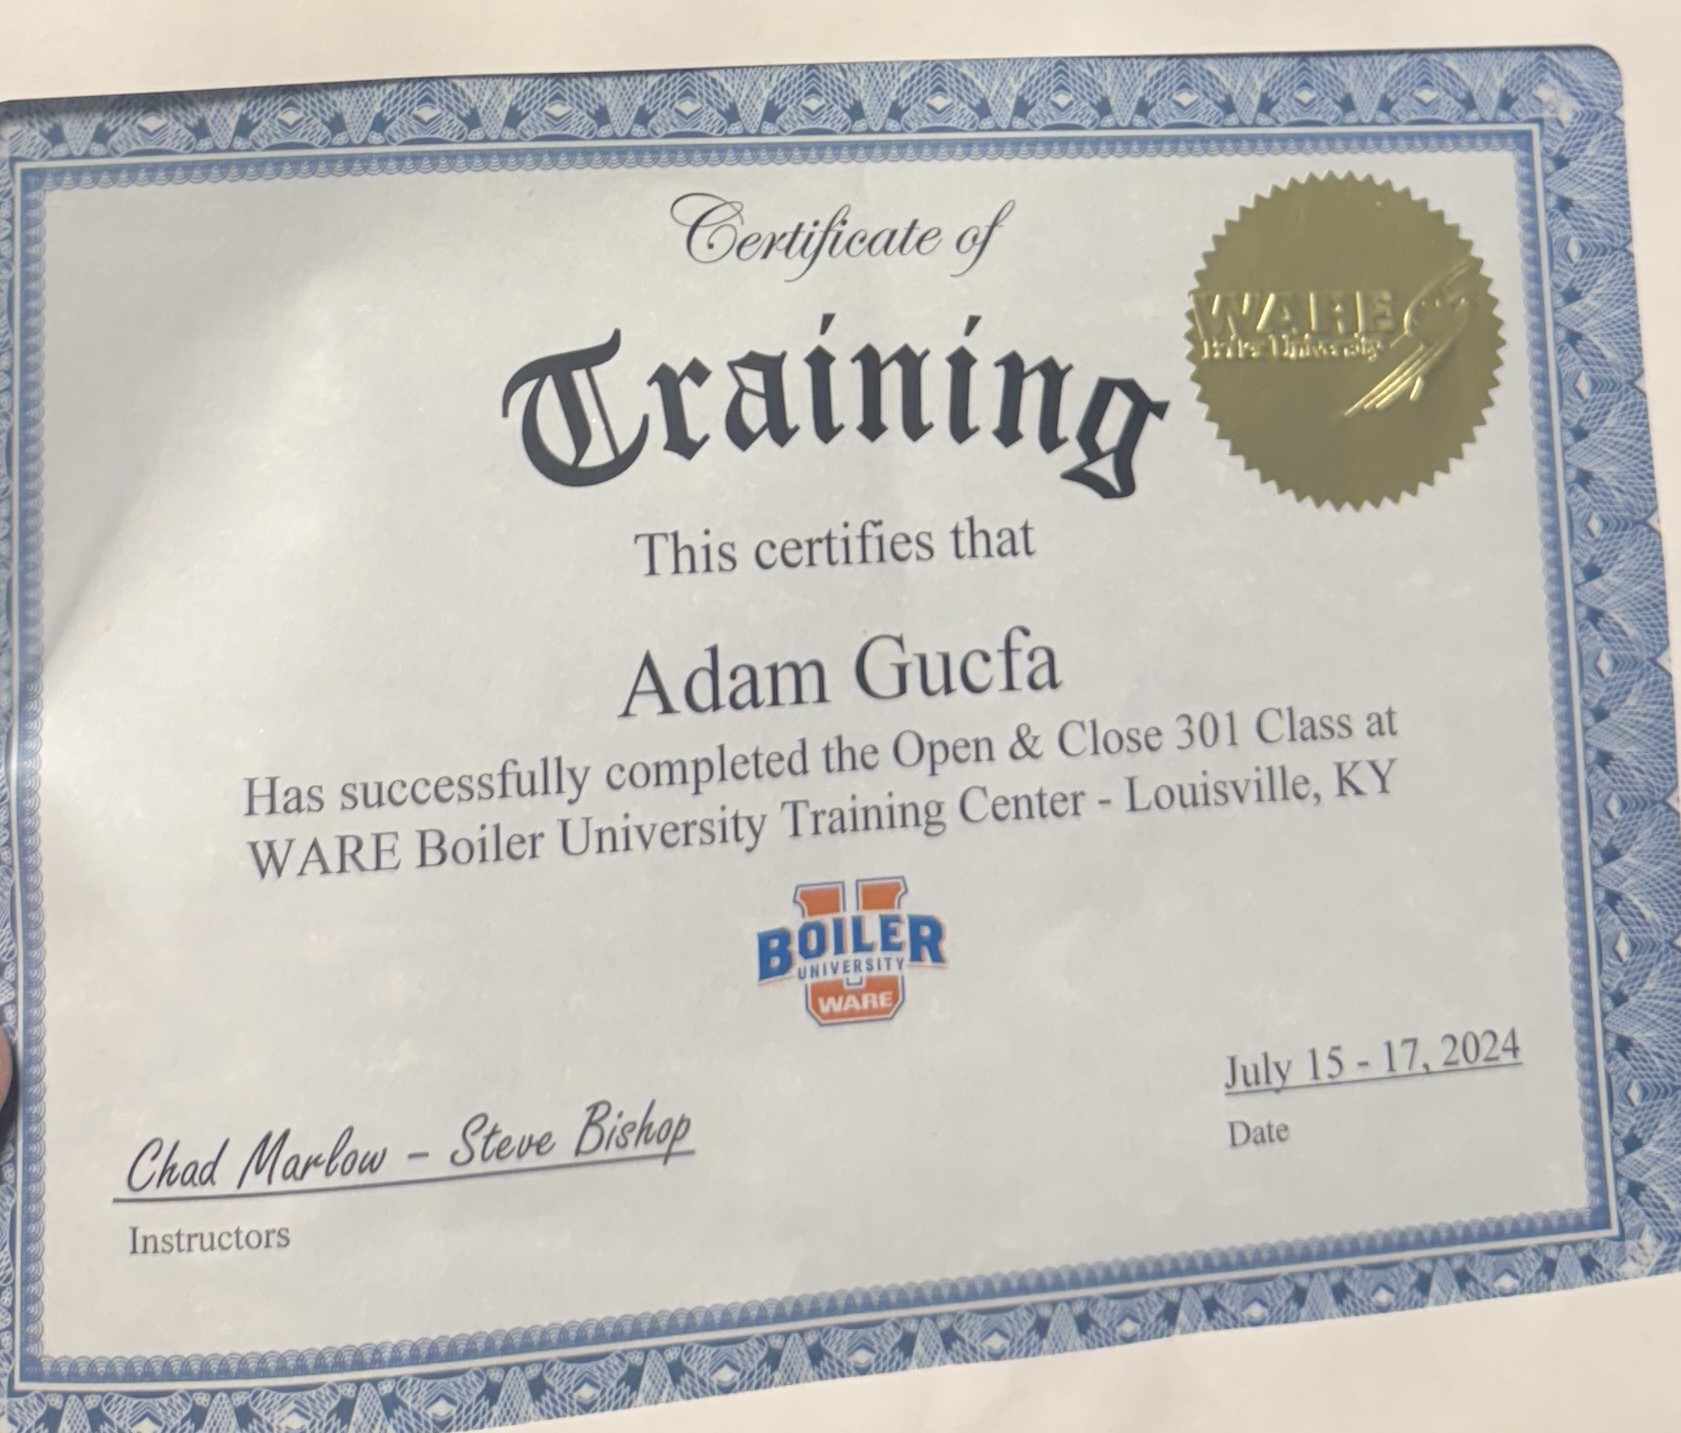 Certificate of
Training
WARE
Boiler University
This certifies that
Adam Gucfa
Has successfully completed the Open & Close 301 Class at
WARE Boiler University Training Center - Louisville, KY
BOILER
UNIVERSITY
WARE
July 15 - 17, 2024
Date
Chad Marlow - Steve Bishop
Instructors